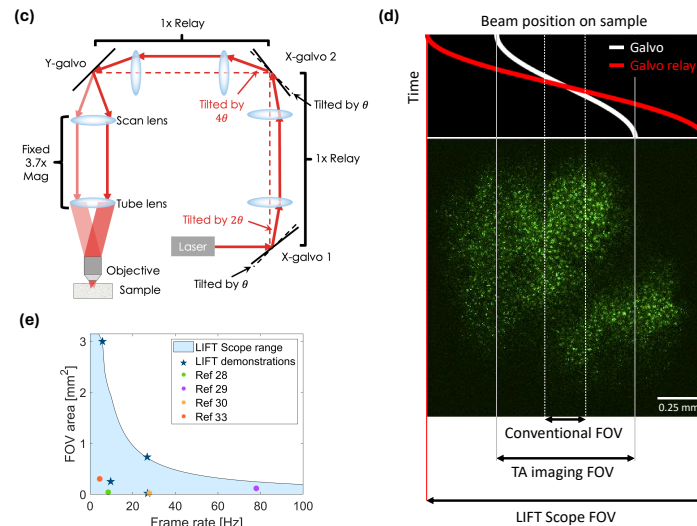 (c)
1x Relay
Y-galvo
X-galvo 2
Tilted by
4θ
Tilted by θ
Scan lens
Fixed
3.7x
Mag
1x Relay
Tube lens
Tilted by 2θ
Laser
X-galvo 1
Objective
Tilted by θ
Sample
(d)
Beam position on sample
Time
Galvo
Galvo relay
0.25 mm
Conventional FOV
TA imaging FOV
LIFT Scope FOV
(e)
FOV area [mm²]
3
2
1
0
LIFT Scope range
LIFT demonstrations
Ref 28
Ref 29
Ref 30
Ref 33
0 20 40 60 80 100
Frame rate [Hz]